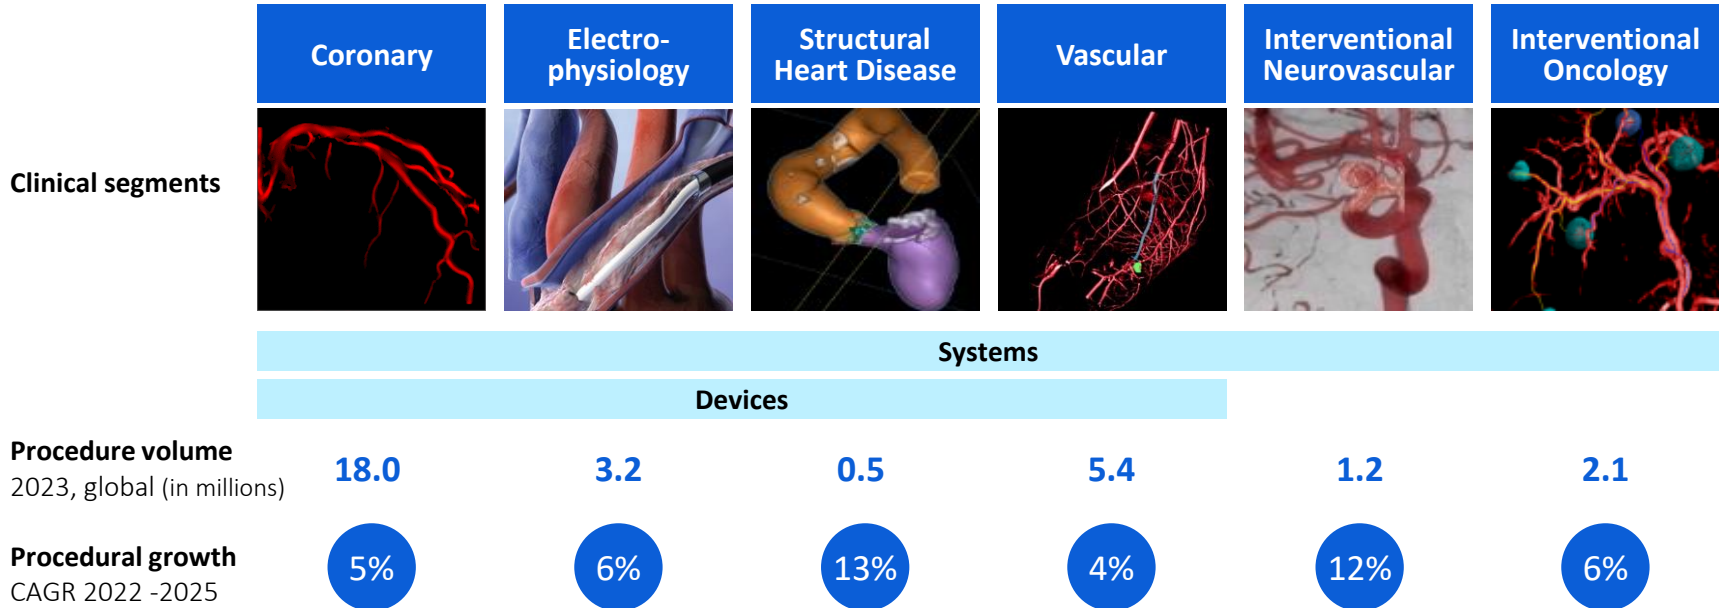 Coronary
Electro-
physiology
Structural
Heart Disease
Vascular
Interventional
Neurovascular
Interventional
Oncology
Clinical segments
Systems
Devices
Procedure volume
2023, global (in millions)
18.0 3.2 0.5 5.4 1.2 2.1
Procedural growth
CAGR 2022 -2025
5% 6% 13% 4% 12% 6%